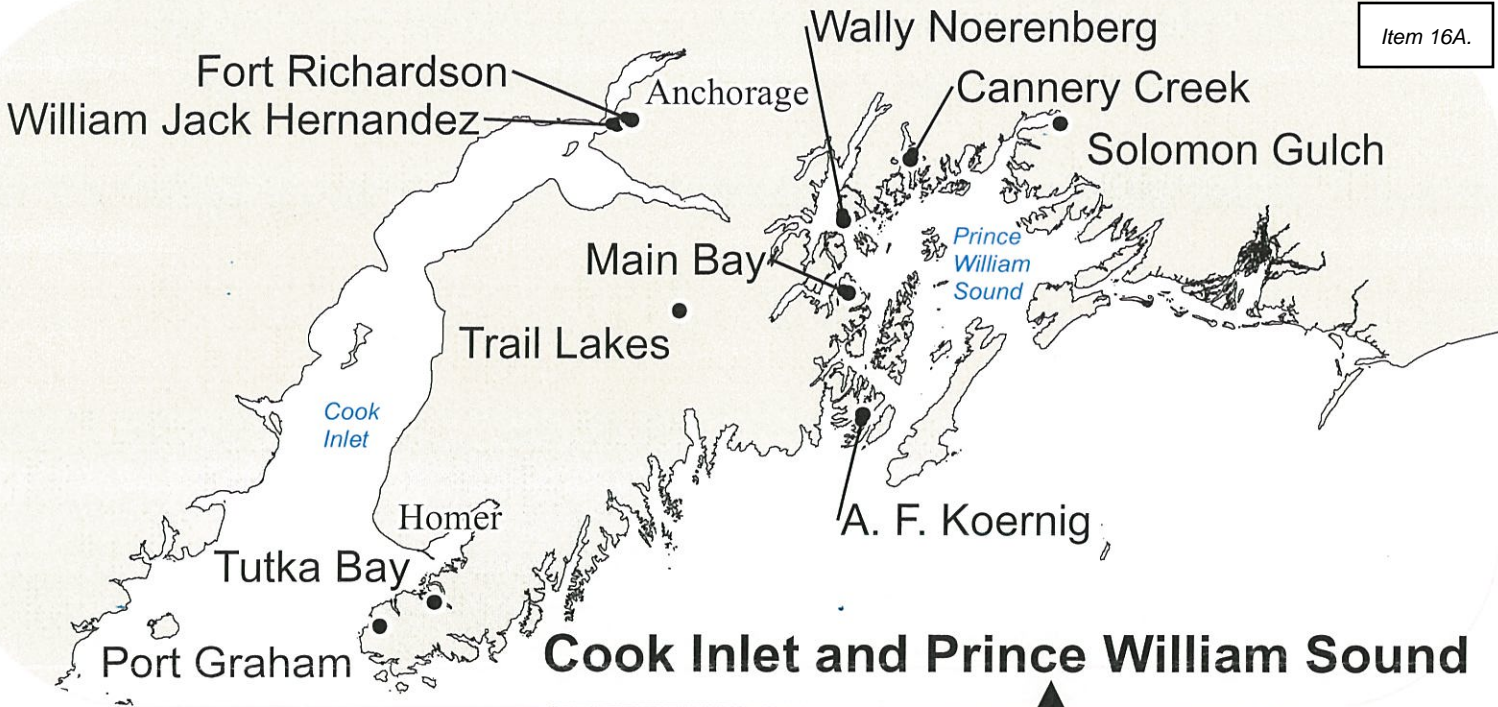 Item 16A.
Wally Noerenberg
Fort Richardson
Anchorage
Cannery Creek
William Jack Hernandez
Solomon Gulch
Main Bay
Prince
William
Sound
Trail Lakes
Cook
Inlet
Homer
A. F. Koernig
Tutka Bay
Port Graham
Cook Inlet and Prince William Sound